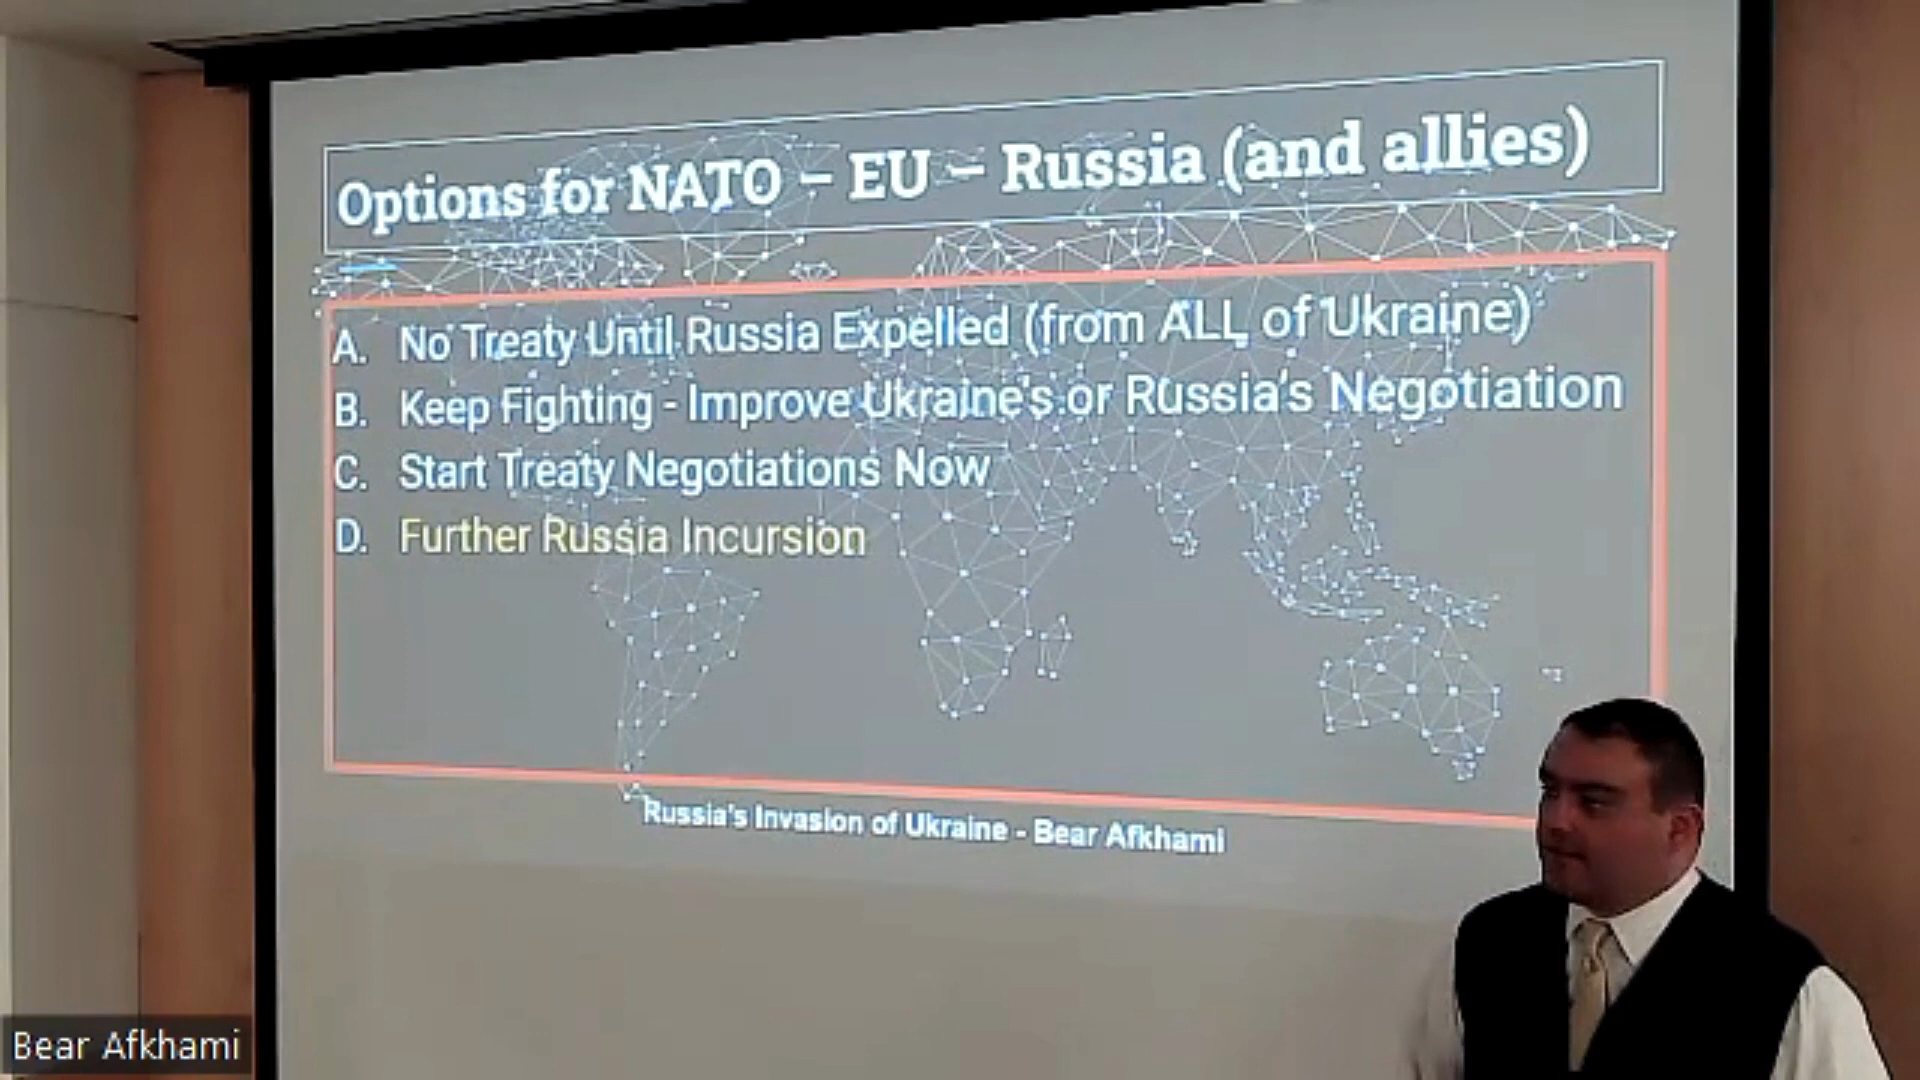 Options for NATO – EU – Russia (and allies)
A. No Treaty Until Russia Expelled (from ALL of Ukraine)
B. Keep Fighting - Improve Ukraine's or Russia's Negotiation
C. Start Treaty Negotiations Now
D. Further Russia Incursion
Russia's Invasion of Ukraine - Bear Afkhami
Bear Afkhami